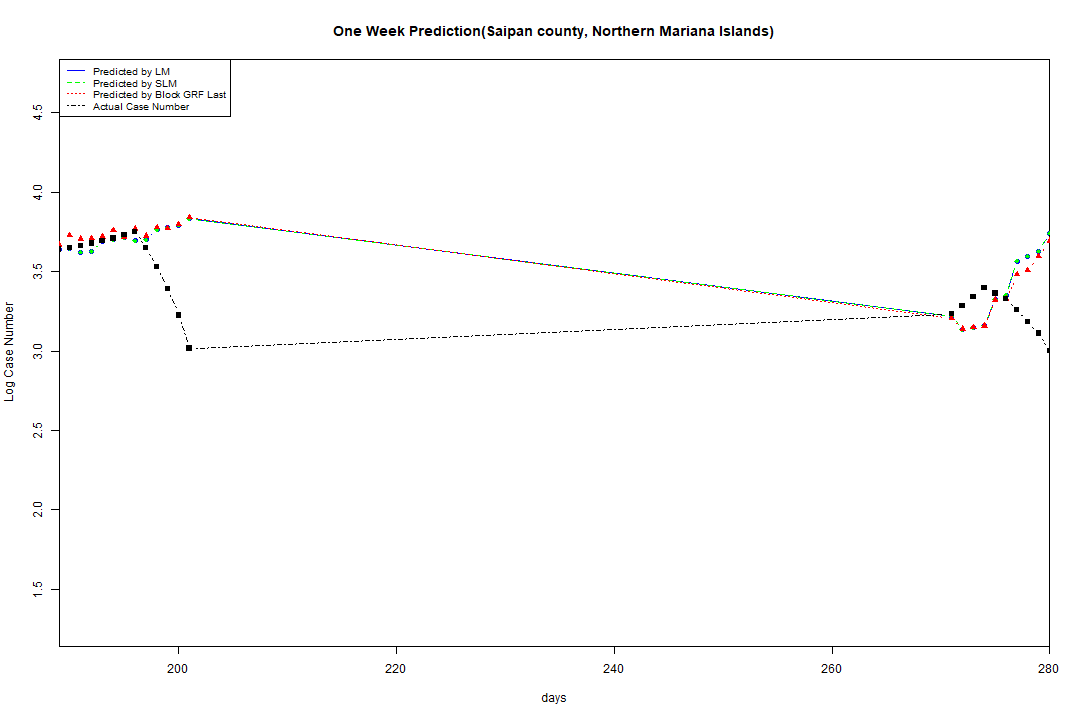 One Week Prediction(Saipan county, Northern Mariana Islands)
Predicted by LM
Predicted by SLM
Predicted by Block GRF Last
Actual Case Number
4.5
4.0
3.5
3.0
2.5
2.0
1.5
Log Case Number
200 220 240 260 280
days